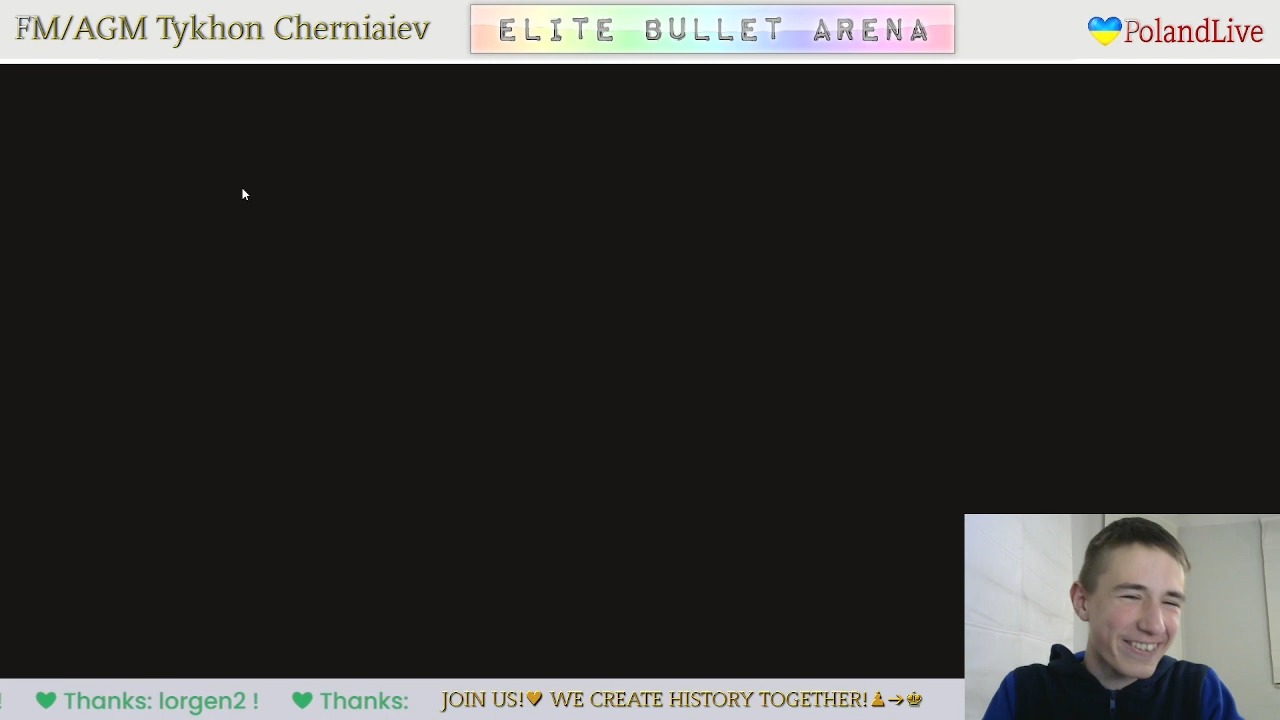 FM/AGM Tykhon Cherniaiev
ELITE BULLET ARENA
💙PolandLive
! 💚 Thanks: lorgen2 ! 💚 Thanks:
JOIN US!🧡 WE CREATE HISTORY TOGETHER!♟→♚